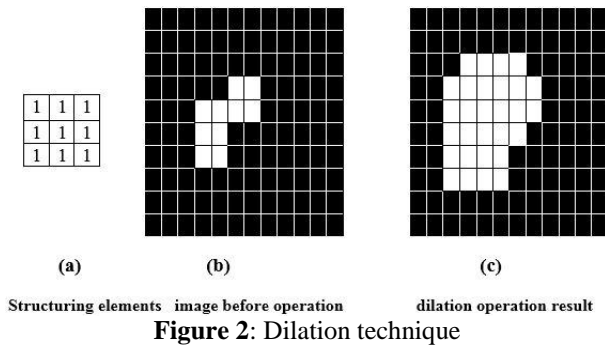 1 1 1
1 1 1
1 1 1
(a) (b) (c)
Structuring elements image before operation dilation operation result
Figure 2: Dilation technique